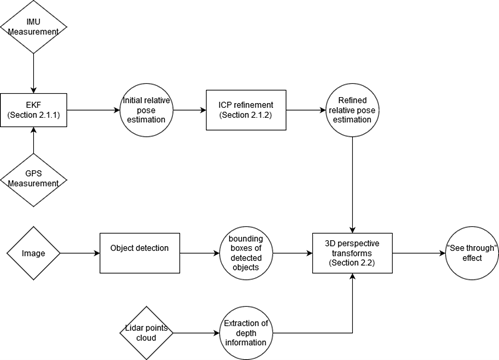 IMU
Measurement
EKF
(Section 2.1.1)
Initial relative
pose
estimation
ICP refinement
(Section 2.1.2)
Refined
relative pose
estimation
GPS
Measurement
Image
Object detection
bounding
boxes of
detected
objects
3D perspective
transforms
(Section 2.2)
"See through"
effect
Lidar points
cloud
Extraction of
depth
information